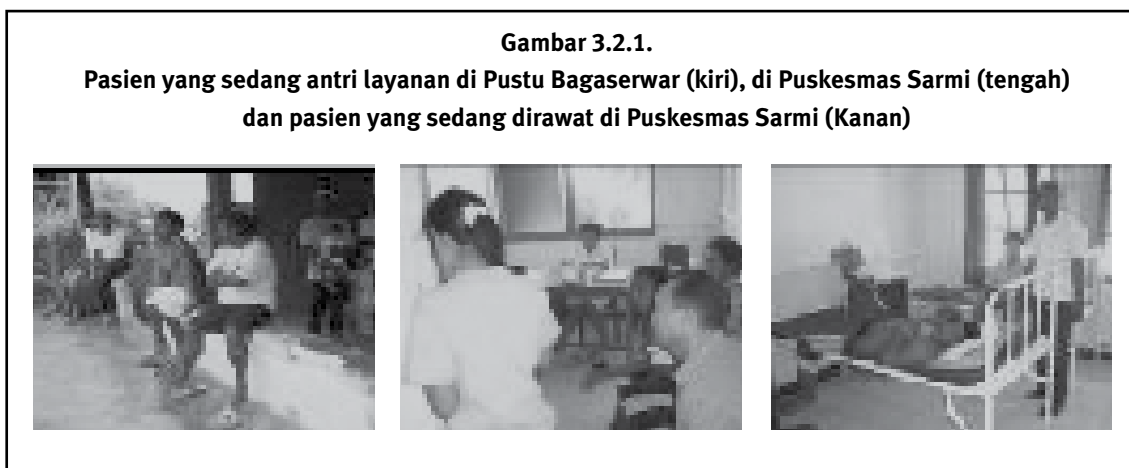 Gambar 3.2.1.
Pasien yang sedang antri layanan di Pustu Bagaserwar (kiri), di Puskesmas Sarmi (tengah)
dan pasien yang sedang dirawat di Puskesmas Sarmi (Kanan)